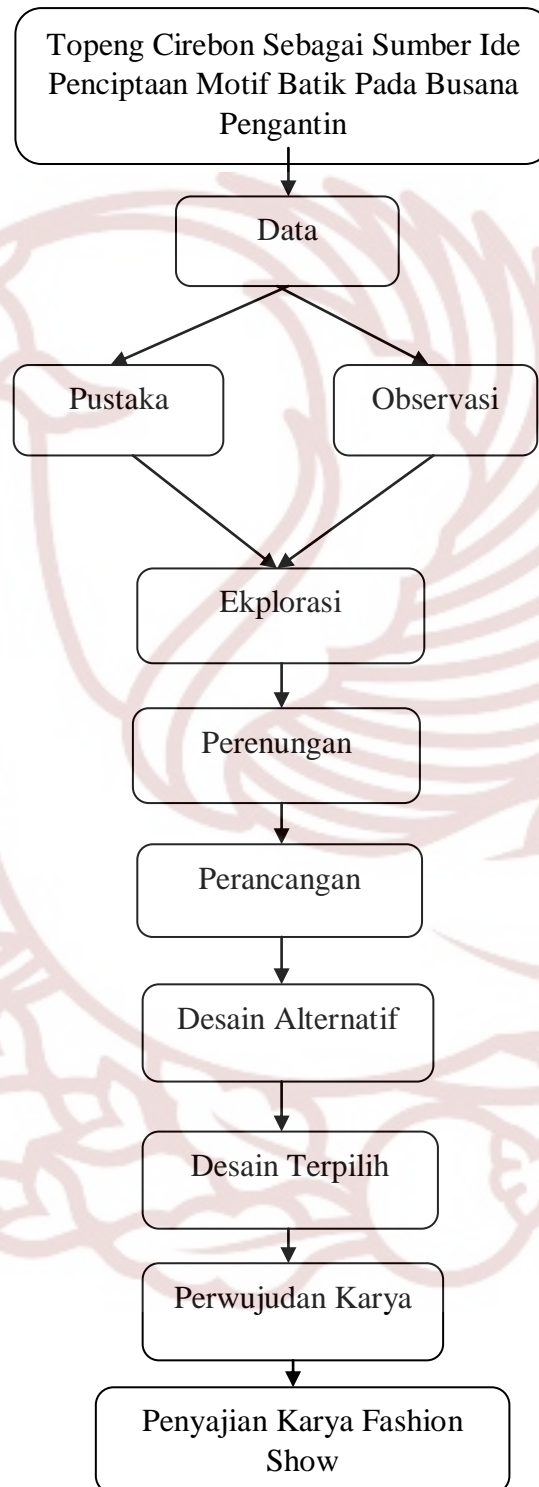 Topeng Cirebon Sebagai Sumber Ide
Penciptaan Motif Batik Pada Busana
Pengantin
Data
Pustaka
Observasi
Ekplorasi
Perenungan
Perancangan
Desain Alternatif
Desain Terpilih
Perwujudan Karya
Penyajian Karya Fashion
Show